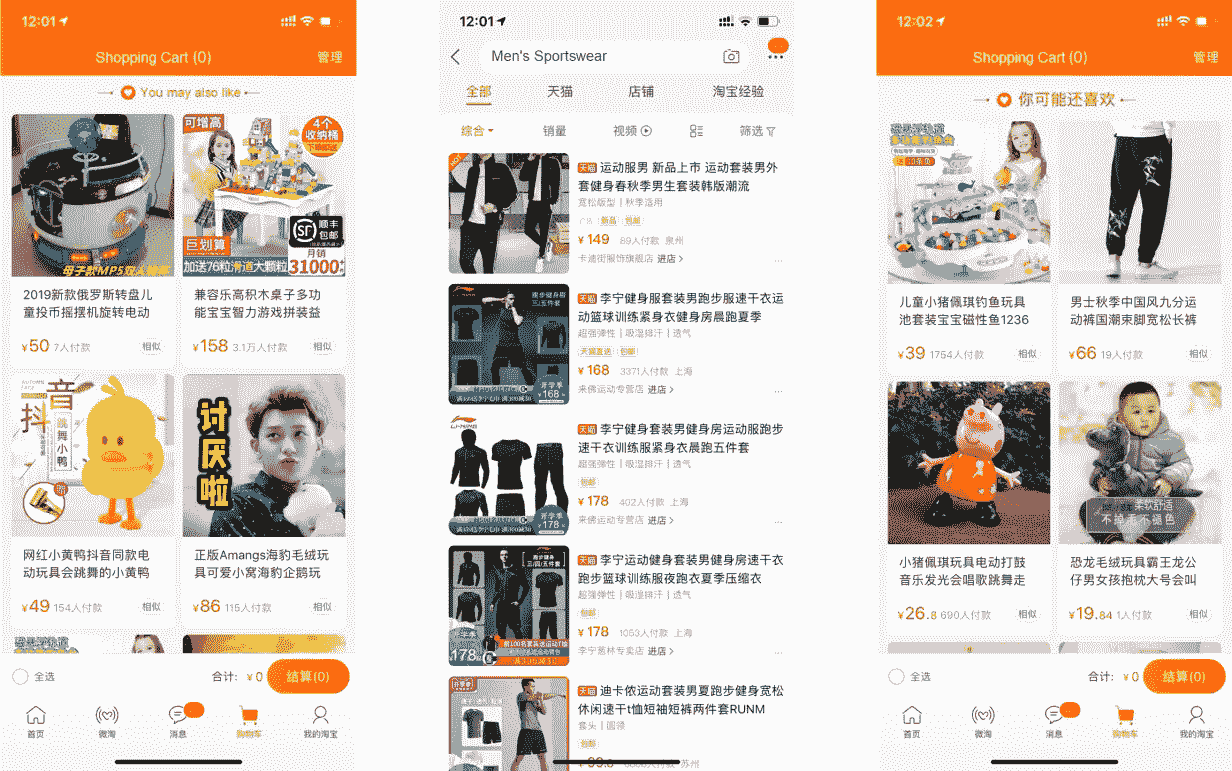 12:01
Shopping Cart (0)
管理
You may also like
可增高
4个
收纳桶
巨划算
SF 顺丰
包邮
月销
加送76粒滑道大颗粒
31000
2019新款俄罗斯转盘儿
童投币摇摆机旋转电动
¥50 7人付款 相似
兼容乐高积木桌子多功
能宝宝智力游戏拼装益
¥158 3.1万人付款 相似
抖
音
跳舞小鸭
讨厌啦
网红小黄鸭抖音同款电
动玩具会跳舞的小黄鸭
¥49 154人付款 相似
正版Amangs海豹毛绒玩
具可爱小窝海豹企鹅玩
¥86 115人付款 相似
全选
合计: ¥0
结算(0)
首页
微淘
消息
购物车
我的淘宝
12:01
Men's Sportswear
全部
天猫
店铺
淘宝经验
综合
销量
视频
筛选
天猫 运动服男 新品上市 运动套装男外
套健身春秋季男生套装韩版潮流
宽松版型 | 秋季适用
新品 包邮
¥149 89人付款 泉州
卡迪街服饰旗舰店 进店
天猫 李宁健身服套装男跑步服速干衣运
动篮球训练紧身衣健身房晨跑夏季
超强弹性 | 吸湿排汗 | 透气
天猫直送 包邮
¥168 3371人付款 上海
来佛运动专营店 进店
开学季
¥168
天猫 李宁健身套装男健身房运动服跑步
速干衣训练服紧身衣晨跑五件套
超强弹性 | 吸湿排汗 | 透气
包邮
¥178 402人付款 上海
来佛运动专营店 进店
LI-NING
开学季
¥178
天猫 李宁运动健身套装男健身房速干衣
跑步篮球训练服夜跑衣夏季压缩衣
超强弹性 | 吸湿排汗 | 透气
包邮
¥178 1053人付款 上海
李宁葱林专卖店 进店
178
天猫 迪卡侬运动套装男夏跑步健身宽松
休闲速干t恤短袖短裤两件套RUNM
套头 | 圆领
包邮
12:02
Shopping Cart (0)
管理
你可能还喜欢
儿童小猪佩琪钓鱼玩具
池套装宝宝磁性鱼1236
¥39 1754人付款 相似
男士秋季中国风九分运
动裤国潮束脚宽松长裤
¥66 19人付款 相似
小猪佩琪玩具电动打鼓
音乐发光会唱歌跳舞走
¥26.8 690人付款 相似
恐龙毛绒玩具霸王龙公
仔男女孩抱枕大号会叫
¥19.84 1人付款 相似
全选
合计: ¥0
结算(0)
首页
微淘
消息
购物车
我的淘宝